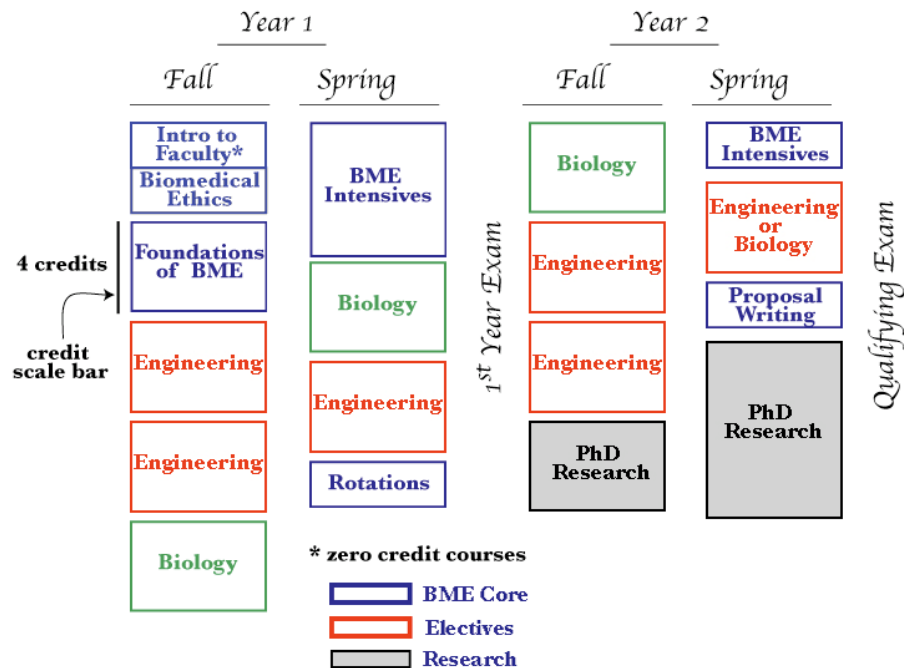 Year 1
Year 2
Fall
Spring
Fall
Spring
Intro to
Faculty*
Biomedical
Ethics
4 credits
credit
scale bar
Foundations
of BME
Engineering
Engineering
Biology
BME
Intensives
Biology
Engineering
Rotations
1st Year Exam
Biology
Engineering
Engineering
PhD
Research
BME
Intensives
Engineering
or
Biology
Proposal
Writing
PhD
Research
Qualifying Exam
* zero credit courses
BME Core
Electives
Research